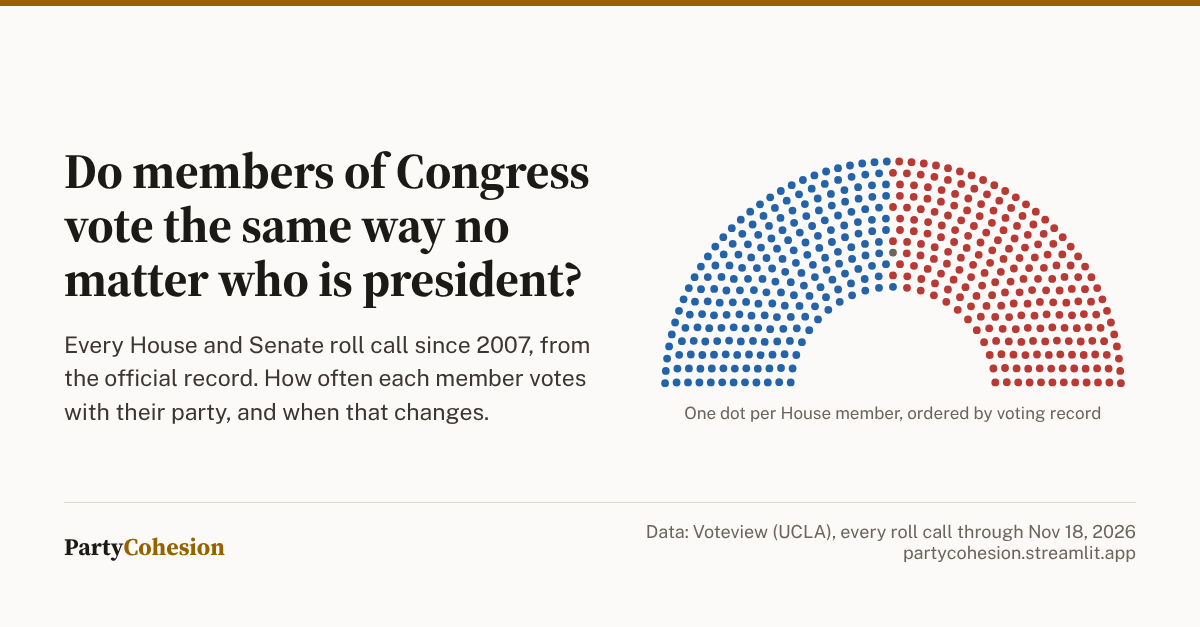 Do members of Congress
vote the same way no
matter who is president?
Every House and Senate roll call since 2007, from
the official record. How often each member votes
with their party, and when that changes.
One dot per House member, ordered by voting record
PartyCohesion
Data: Voteview (UCLA), every roll call through Nov 18, 2026
partycohesion.streamlit.app